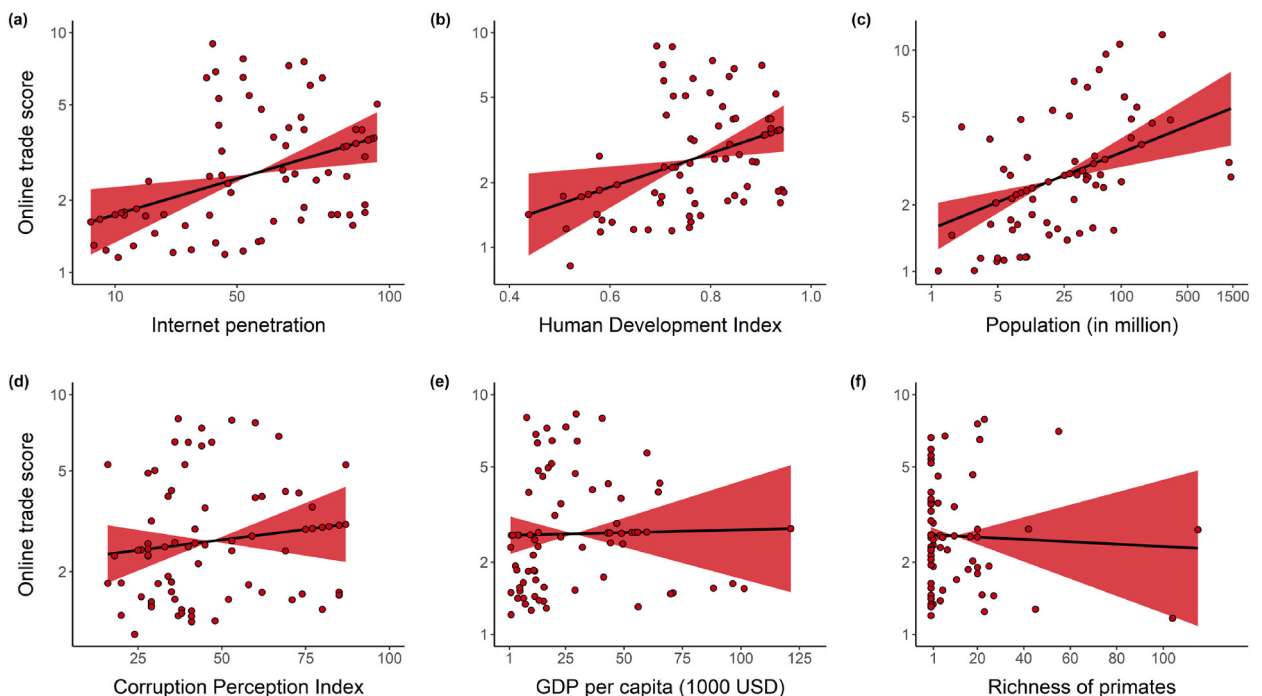 (a)
Online trade score
10
5
2
1
10 50 100
Internet penetration
(b)
10
5
2
1
0.4 0.6 0.8 1.0
Human Development Index
(c)
10
5
2
1
1 5 25 100 500 1500
Population (in million)
(d)
Online trade score
10
5
2
25 50 75 100
Corruption Perception Index
(e)
10
5
2
1
1 25 50 75 100 125
GDP per capita (1000 USD)
(f)
10
5
2
1
1 20 40 60 80 100
Richness of primates